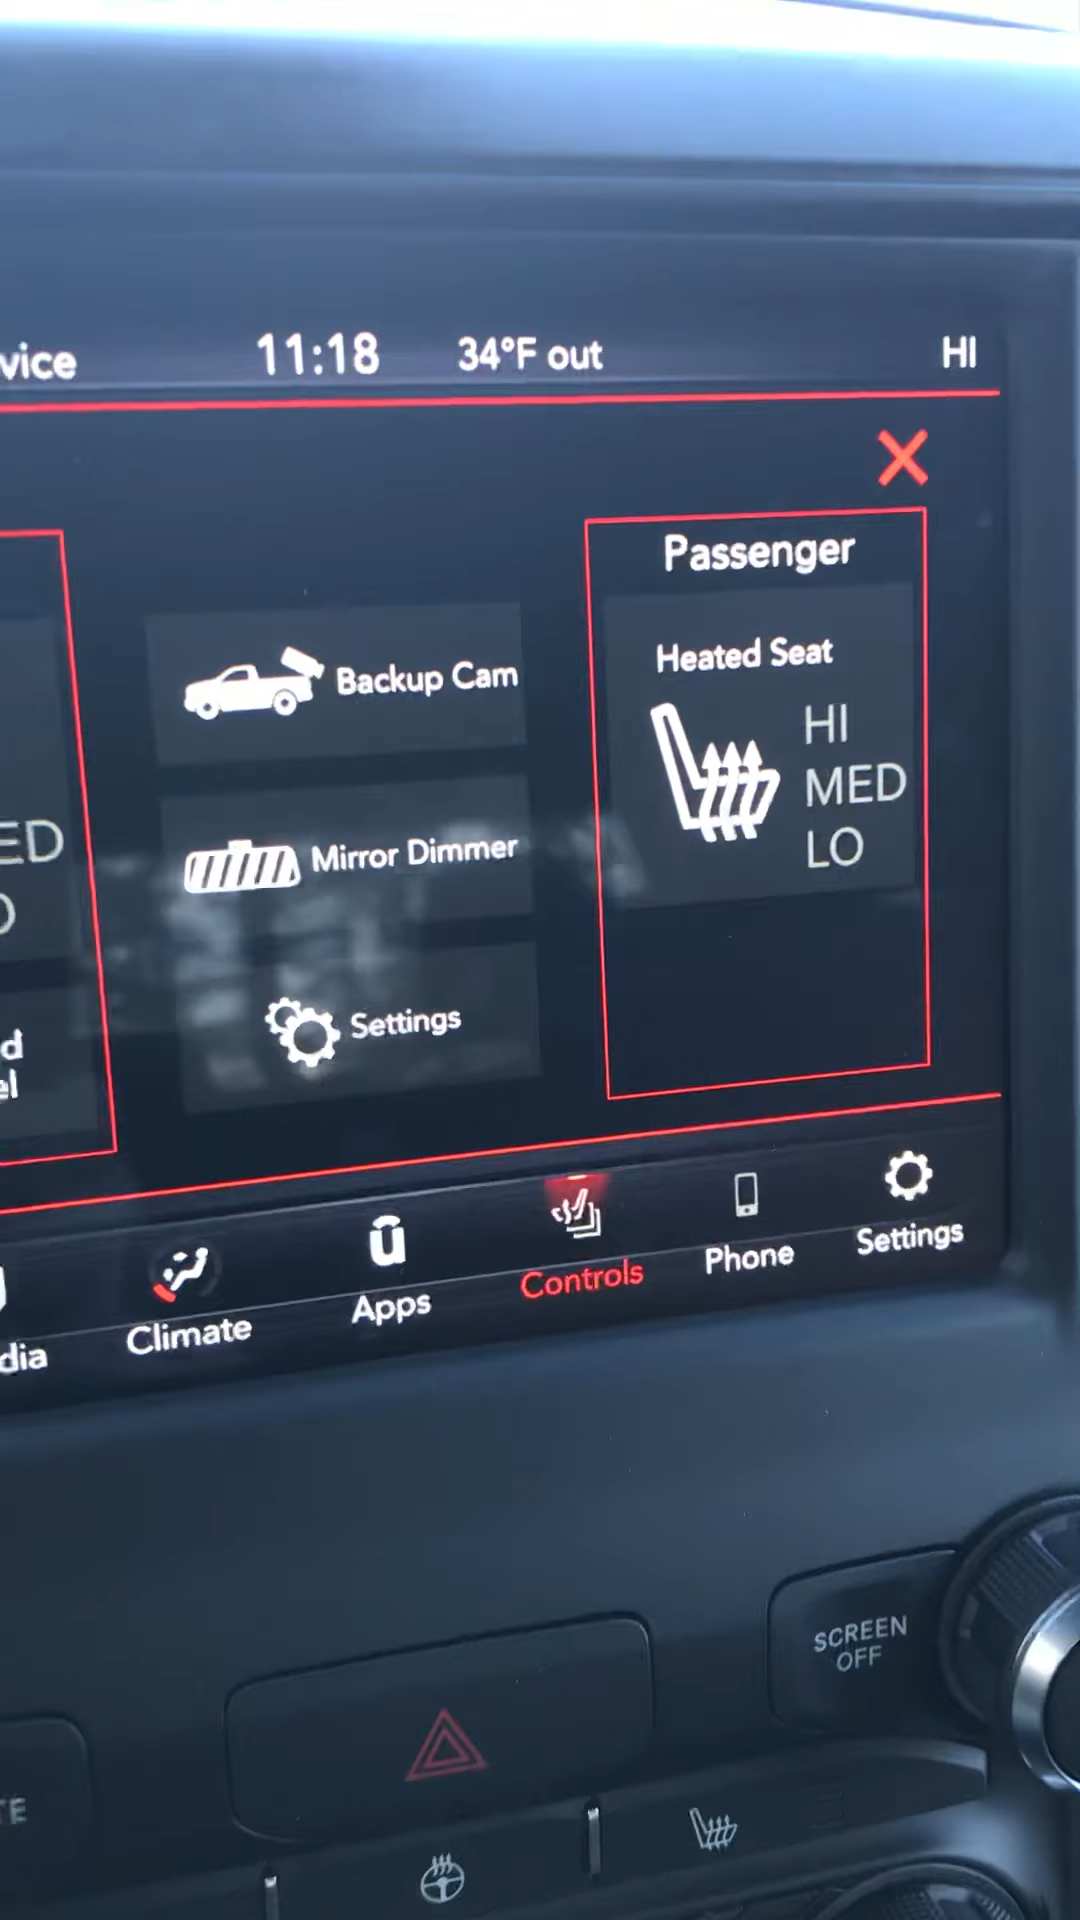 vice 11:18 34°F out HI
Passenger
Heated Seat
HI
MED
LO
Backup Cam
Mirror Dimmer
Settings
ED
d
el
dia Climate Apps Controls Phone Settings
SCREEN
OFF
TE